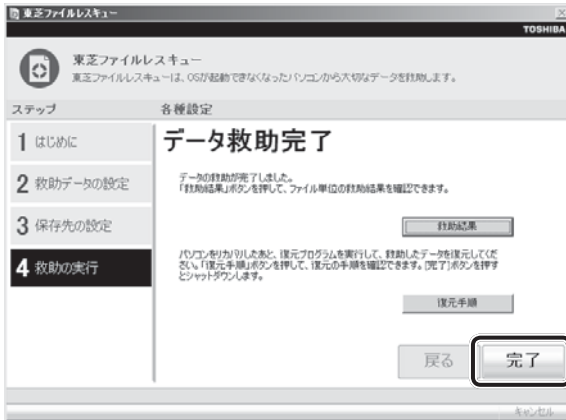 東芝ファイルレスキュー
TOSHIBA
東芝ファイルレスキュー
東芝ファイルレスキューは、OSが起動できなくなったパソコンから大切なデータを救助します。
ステップ
各種設定
1 はじめに
2 救助データの設定
3 保存先の設定
4 救助の実行
データ救助完了
データの救助が完了しました。
「救助結果」ボタンを押して、ファイル単位の救助結果を確認できます。
救助結果
パソコンをリカバリしたあと、復元プログラムを実行して、救助したデータを復元してくだ
さい。「復元手順」ボタンを押して、復元の手順を確認できます。[完了]ボタンを押す
とシャットダウンします。
復元手順
戻る
完了
キャンセル